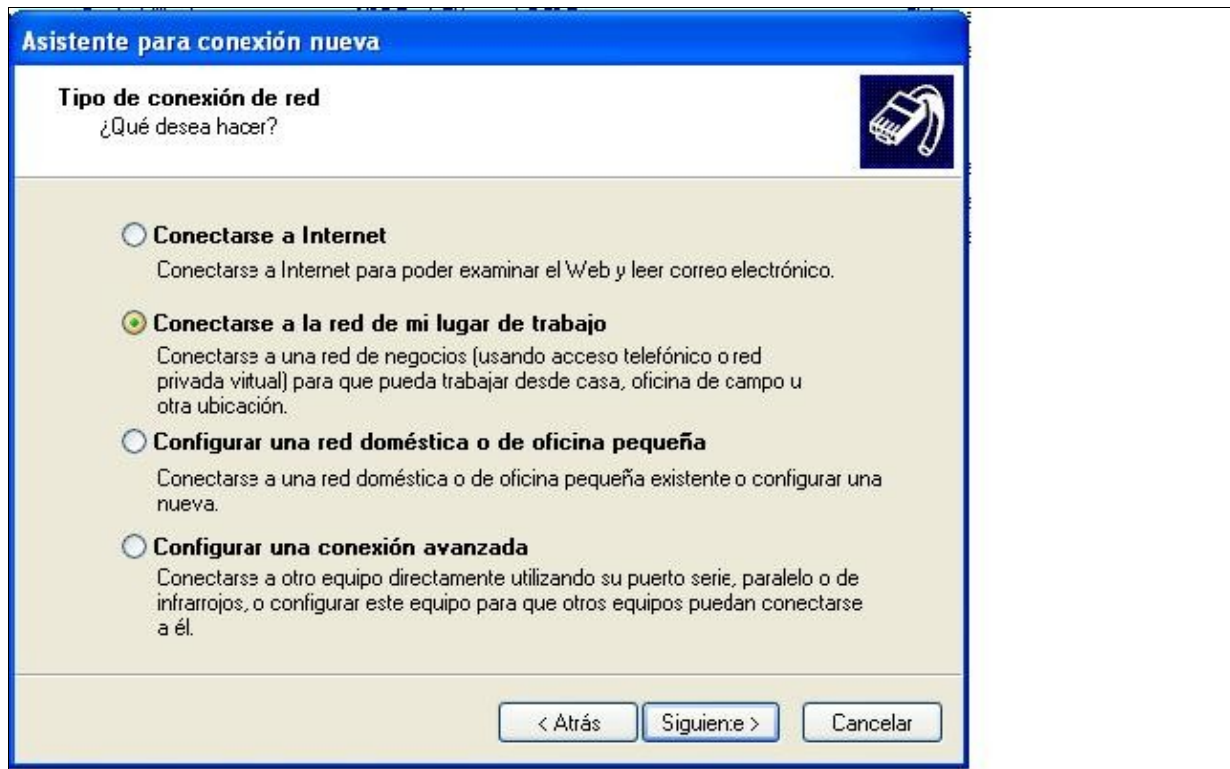 Asistente para conexión nueva
Tipo de conexión de red
¿Qué desea hacer?
Conectarse a Internet
Conectarse a Internet para poder examinar el Web y leer correo electrónico.
Conectarse a la red de mi lugar de trabajo
Conectarse a una red de negocios (usando acceso telefónico o red
privada virtual) para que pueda trabajar desde casa, oficina de campo u
otra ubicación.
Configurar una red doméstica o de oficina pequeña
Conectarse a una red doméstica o de oficina pequeña existente o configurar una
nueva.
Configurar una conexión avanzada
Conectarse a otro equipo directamente utilizando su puerto serie, paralelo o de
infrarrojos, o configurar este equipo para que otros equipos puedan conectarse
a él.
< Atrás
Siguiente >
Cancelar